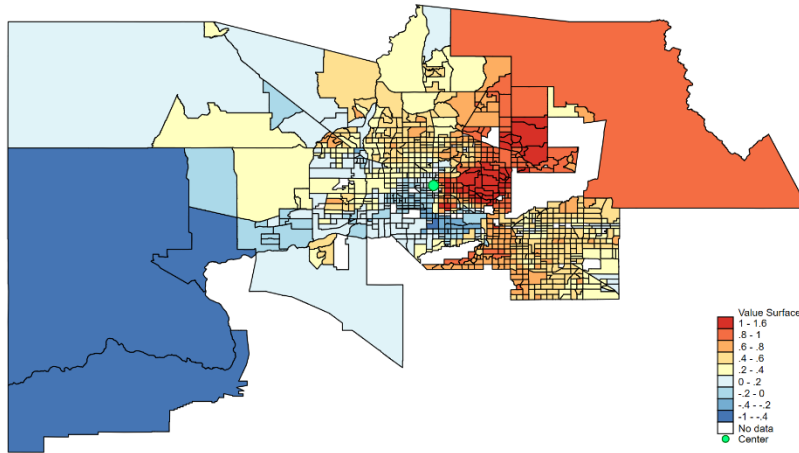 Value Surface
1 - 1.6
.8 - 1
.6 - .8
.4 - .6
.2 - .4
0 - .2
-.2 - 0
-.4 - -.2
-1 - -.4
No data
Center